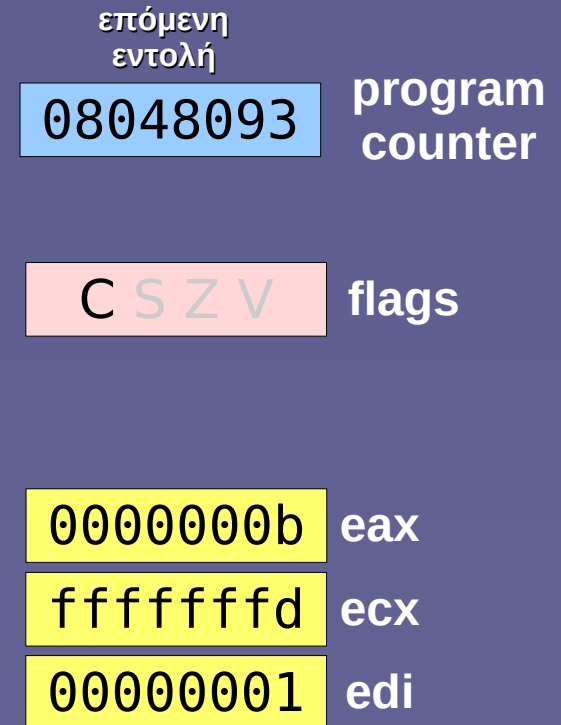 επόμενη
εντολή
08048093
program
counter
C S Z V
flags
0000000b
eax
fffffffd
ecx
00000001
edi